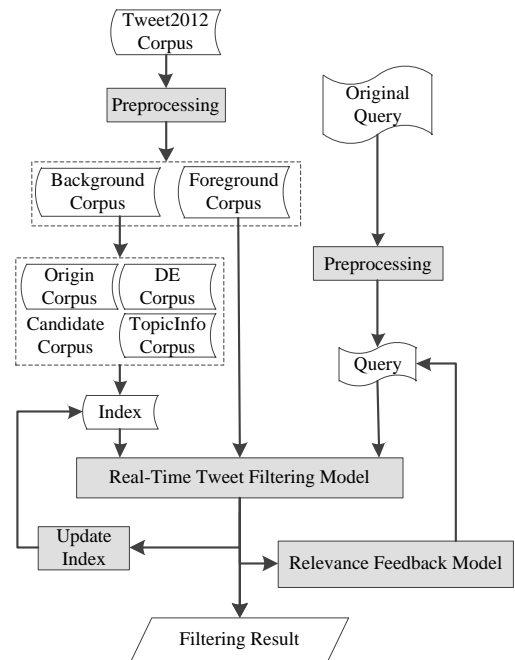 Tweet2012
Corpus
Preprocessing
Original
Query
Background
Corpus
Foreground
Corpus
Preprocessing
Origin
Corpus
DE
Corpus
Candidate
Corpus
TopicInfo
Corpus
Query
Index
Real-Time Tweet Filtering Model
Update
Index
Relevance Feedback Model
Filtering Result